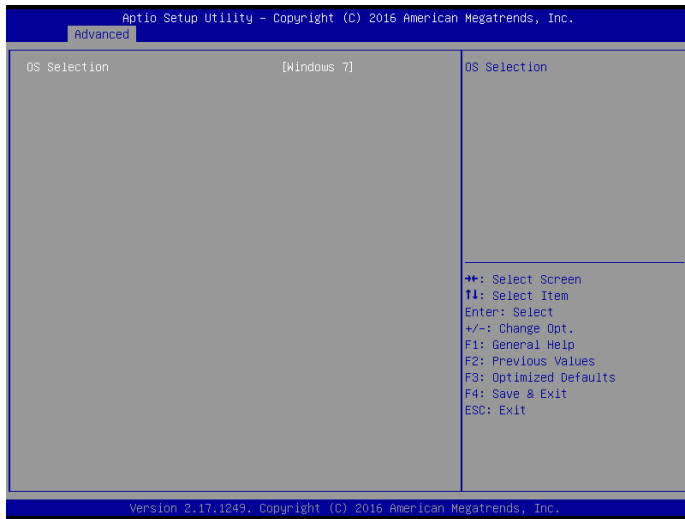 Aptio Setup Utility – Copyright (C) 2016 American Megatrends, Inc.
Advanced
OS Selection [Windows 7]
OS Selection
→←: Select Screen
↑↓: Select Item
Enter: Select
+/-: Change Opt.
F1: General Help
F2: Previous Values
F3: Optimized Defaults
F4: Save & Exit
ESC: Exit
Version 2.17.1249. Copyright (C) 2016 American Megatrends, Inc.